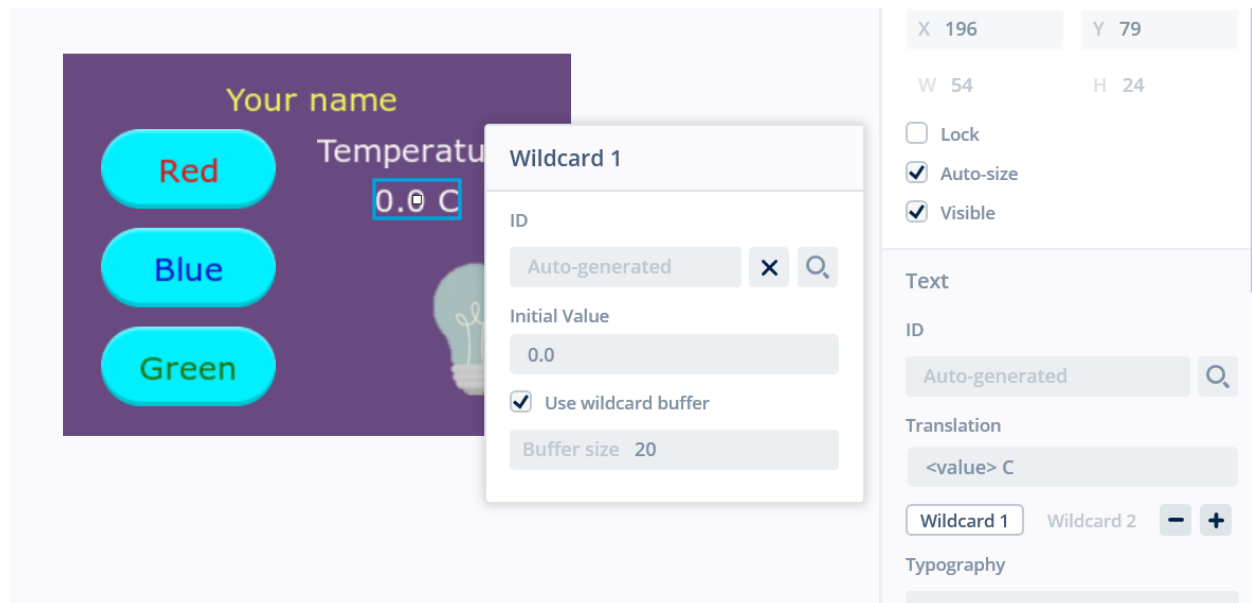 X 196
Y 79
W 54
H 24
Lock
Auto-size
Visible
Your name
Red
Temperatu
0.0 C
Blue
Green
Wildcard 1
ID
Auto-generated
Initial Value
0.0
Use wildcard buffer
Buffer size 20
Text
ID
Auto-generated
Translation
<value> C
Wildcard 1
Wildcard 2
Typography